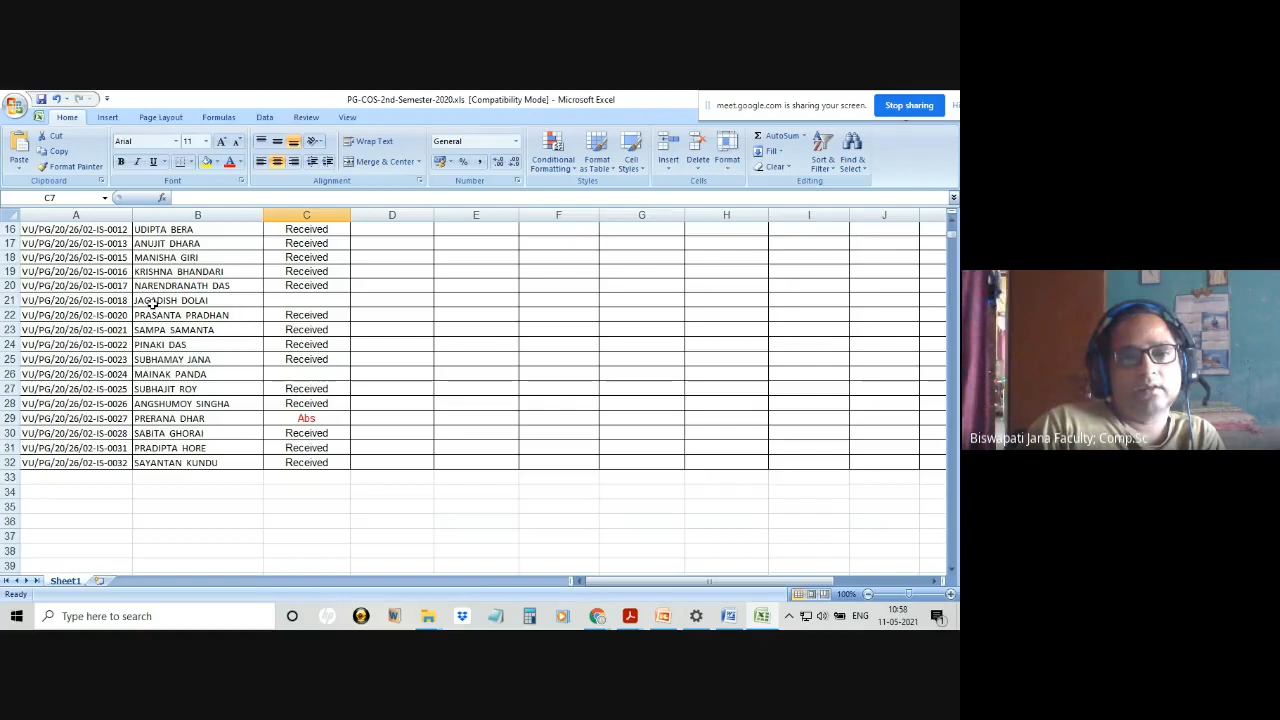 PG-COS-2nd-Semester-2020.xls [Compatibility Mode] - Microsoft Excel
meet.google.com is sharing your screen. Stop sharing Hi
Home Insert Page Layout Formulas Data Review View
Cut
Copy
Format Painter
Paste
Clipboard
Arial 11
B I U
Font
Wrap Text
Merge & Center
Alignment
General
Number
Conditional Formatting
Format as Table
Cell Styles
Styles
Insert Delete Format
Cells
AutoSum
Fill
Clear
Sort & Filter
Find & Select
Editing
C7 fx
A B C D E F G H I J
16 VU/PG/20/26/02-IS-0012 UDIPTA BERA Received
17 VU/PG/20/26/02-IS-0013 ANUJIT DHARA Received
18 VU/PG/20/26/02-IS-0015 MANISHA GIRI Received
19 VU/PG/20/26/02-IS-0016 KRISHNA BHANDARI Received
20 VU/PG/20/26/02-IS-0017 NARENDRANATH DAS Received
21 VU/PG/20/26/02-IS-0018 JAGADISH DOLAI
22 VU/PG/20/26/02-IS-0020 PRASANTA PRADHAN Received
23 VU/PG/20/26/02-IS-0021 SAMPA SAMANTA Received
24 VU/PG/20/26/02-IS-0022 PINAKI DAS Received
25 VU/PG/20/26/02-IS-0023 SUBHAMAY JANA Received
26 VU/PG/20/26/02-IS-0024 MAINAK PANDA
27 VU/PG/20/26/02-IS-0025 SUBHAJIT ROY Received
28 VU/PG/20/26/02-IS-0026 ANGSHUMOY SINGHA Received
29 VU/PG/20/26/02-IS-0027 PRERANA DHAR Abs
30 VU/PG/20/26/02-IS-0028 SABITA GHORAI Received
31 VU/PG/20/26/02-IS-0031 PRADIPTA HORE Received
32 VU/PG/20/26/02-IS-0032 SAYANTAN KUNDU Received
33
34
35
36
37
38
39
Sheet1
Ready 100%
Type here to search
ENG
10:58
11-05-2021
Biswapati Jana Faculty; Comp.Sc